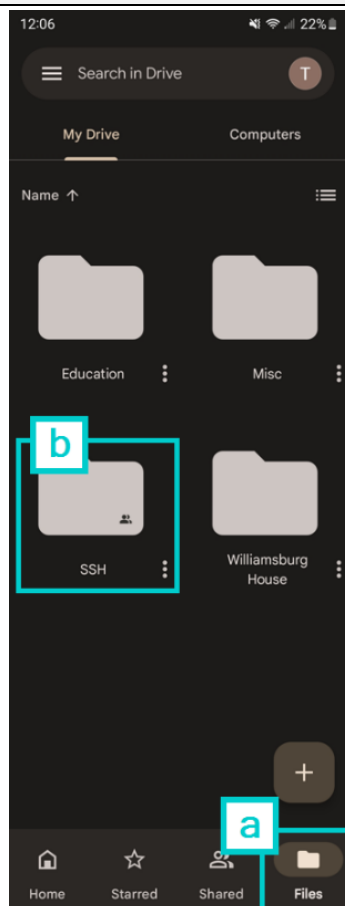 12:06 22%
Search in Drive T
My Drive Computers
Name
Education Misc
b
SSH Williamsburg
House
a
Home Starred Shared Files